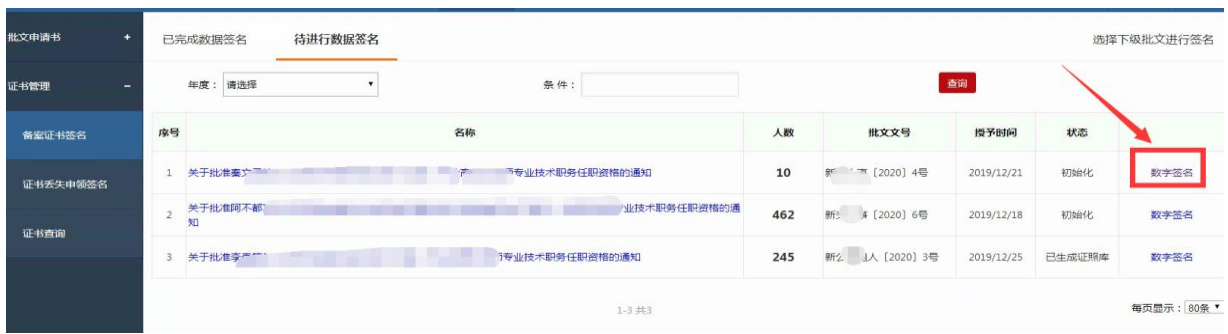 批文申请书 +
证书管理 −
备案证书签名
证书丢失申领签名
证书查询
已完成数据签名 待进行数据签名 选择下级批文进行签名
年度： 请选择 条件： 查询
序号 名称 人数 批文文号 授予时间 状态
1 关于批准秦文 专业技术职务任职资格的通知 10 新 〔2020〕4号 2019/12/21 初始化 数字签名
2 关于批准阿不都 业技术职务任职资格的通
知 462 〔2020〕6号 2019/12/18 初始化 数字签名
3 关于批准李 专业技术职务任职资格的通知 245 新 人〔2020〕3号 2019/12/25 已生成证照库 数字签名
1-3 共3 每页显示： 80条